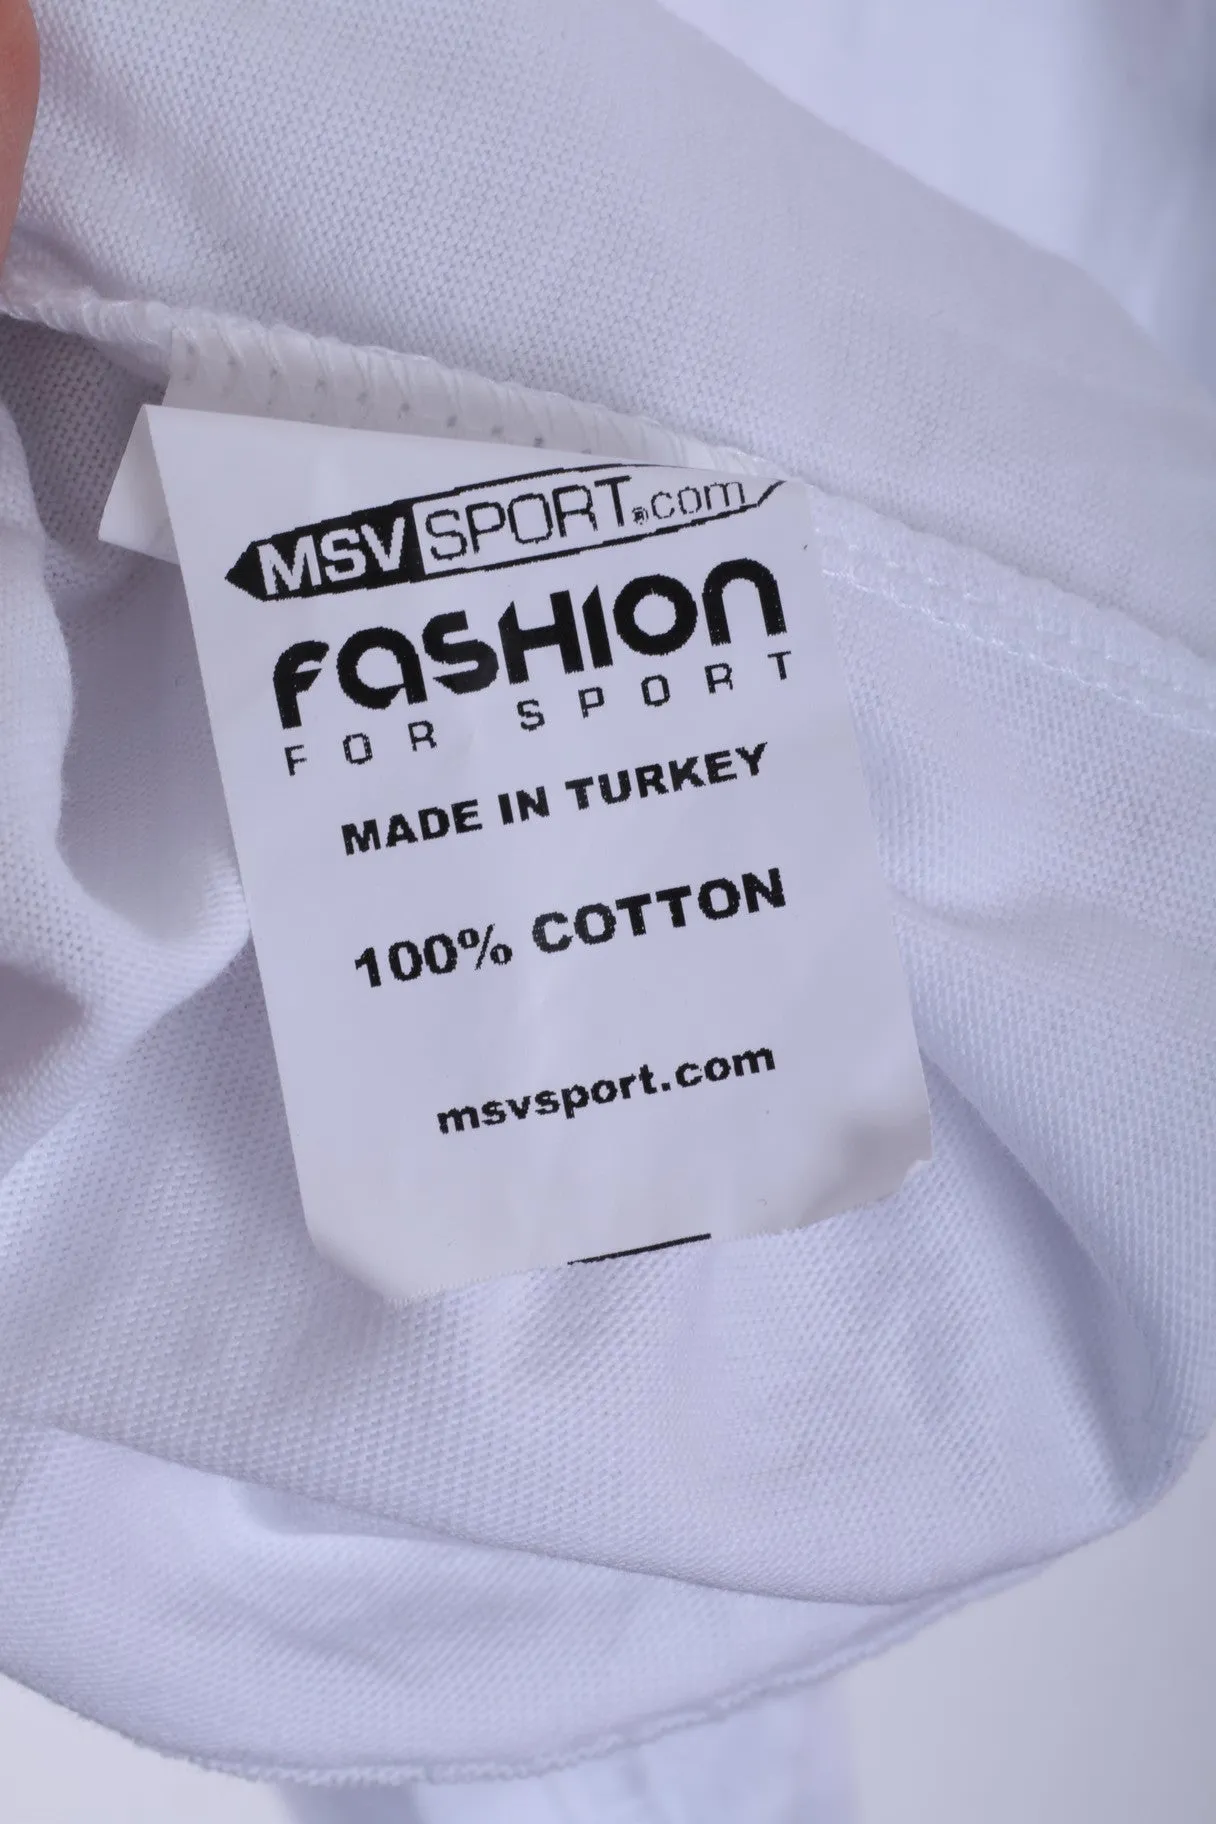 MSV SPORT®.com
FASHION
FOR SPORT
MADE IN TURKEY
100% COTTON
msvsport.com